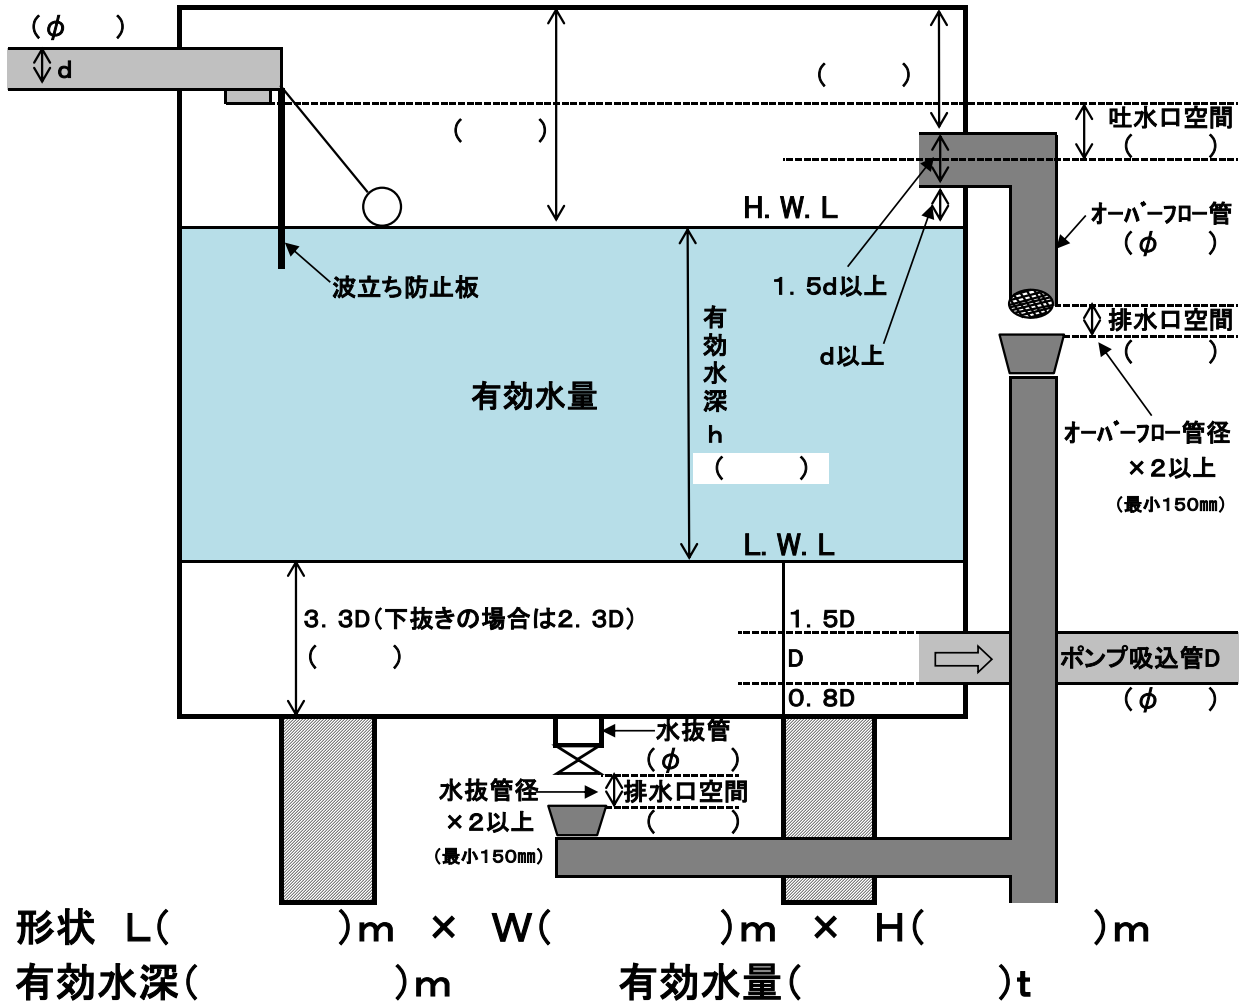 (φ　　)
d
(　　　)
(　　　)
吐水口空間
(　　　)
H．W．L
オーバーフロー管
(φ　　)
波立ち防止板
1．5d以上
排水口空間
(　　　)
d以上
有効水深h
(　　　)
有効水量
オーバーフロー管径
×2以上
(最小150㎜)
L．W．L
3．3D(下抜きの場合は2．3D)
(　　　)
1．5D
D
0．8D
ポンプ吸込管D
(φ　　)
水抜管
(φ　　)
水抜管径
×2以上
(最小150㎜)
排水口空間
(　　　)
形状　L(　　　　)m　×　W(　　　　)m　×　H(　　　　)m
有効水深(　　　　)m　　　有効水量(　　　　)t